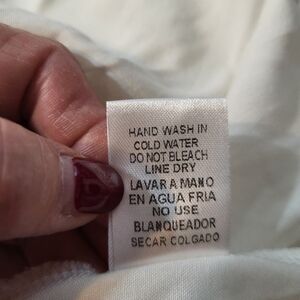 HAND WASH IN
COLD WATER
DO NOT BLEACH
LINE DRY
LAVAR A MANO
EN AGUA FRIA
NO USE
BLANQUEADOR
SECAR COLGADO